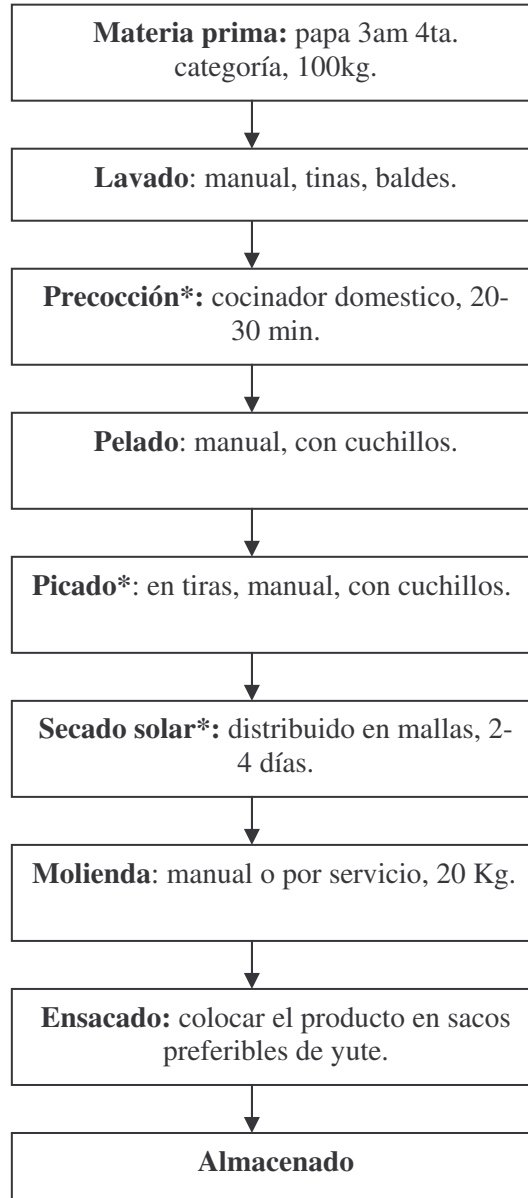 Materia prima: papa 3am 4ta.
categoría, 100kg.
Lavado: manual, tinas, baldes.
Precocción*: cocinador domestico, 20-
30 min.
Pelado: manual, con cuchillos.
Picado*: en tiras, manual, con cuchillos.
Secado solar*: distribuido en mallas, 2-
4 días.
Molienda: manual o por servicio, 20 Kg.
Ensacado: colocar el producto en sacos
preferibles de yute.
Almacenado